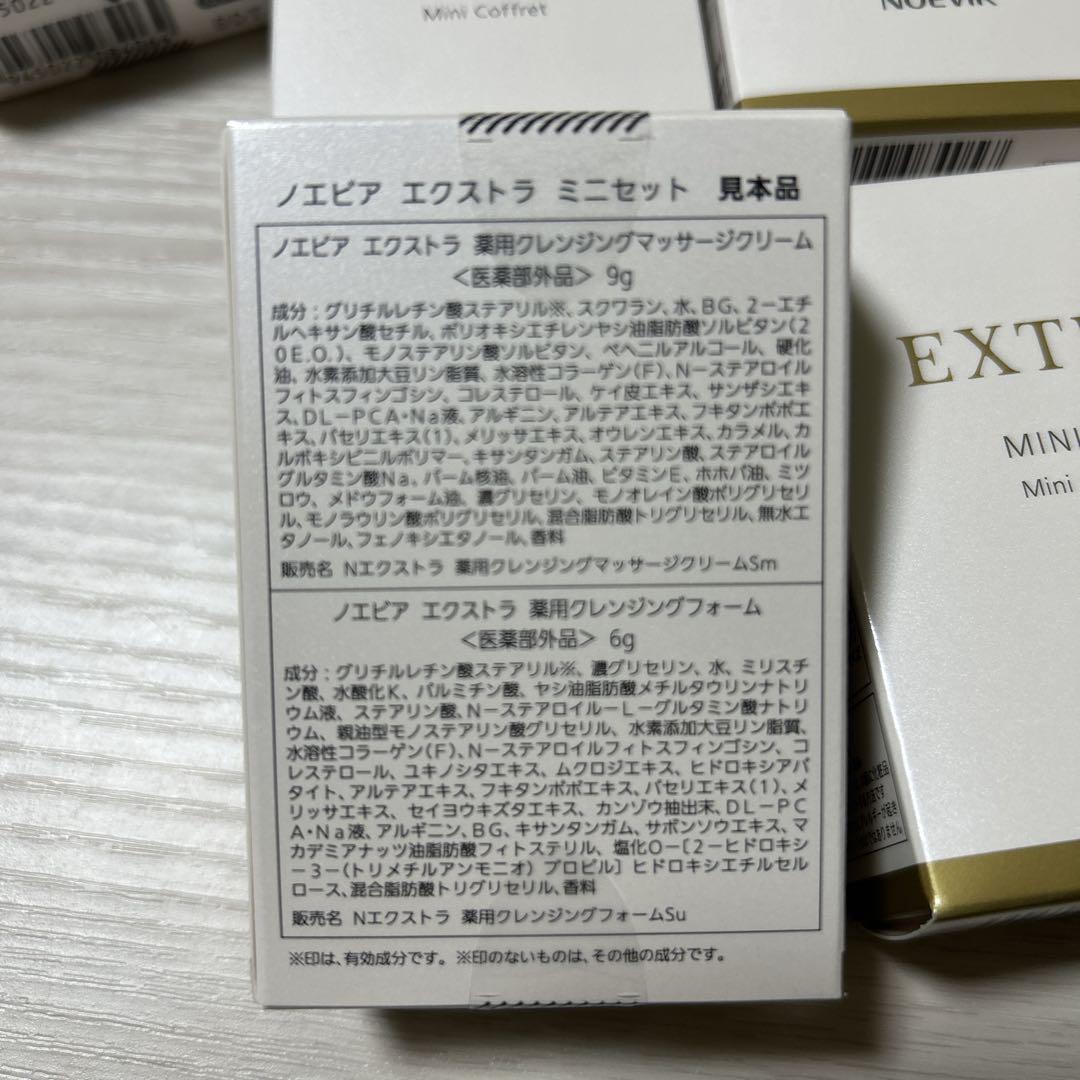 Mini Coffret
NOEVIR
ノエビア エクストラ ミニセット 見本品
ノエビア エクストラ 薬用クレンジングマッサージクリーム
＜医薬部外品＞ 9g
成分：グリチルレチン酸ステアリル※、スクワラン、水、BG、2－エチ
ルヘキサン酸セチル、ポリオキシエチレンヤシ油脂肪酸ソルビタン(2
0E.O.)、モノステアリン酸ソルビタン、ベヘニルアルコール、硬化
油、水素添加大豆リン脂質、水溶性コラーゲン(F)、N－ステアロイル
フィトスフィンゴシン、コレステロール、ケイ皮エキス、サンザシエキ
ス、DL－PCA・Na液、アルギニン、アルテアエキス、フキタンポポエ
キス、パセリエキス(1)、メリッサエキス、オウレンエキス、カラメル、カ
ルボキシビニルポリマー、キサンタンガム、ステアリン酸、ステアロイル
グルタミン酸Na、パーム核油、パーム油、ビタミンE、ホホバ油、ミツ
ロウ、メドウフォーム油、濃グリセリン、モノオレイン酸ポリグリセリ
ル、モノラウリン酸ポリグリセリル、混合脂肪酸トリグリセリル、無水エ
タノール、フェノキシエタノール、香料
販売名 Nエクストラ 薬用クレンジングマッサージクリームSm
ノエビア エクストラ 薬用クレンジングフォーム
＜医薬部外品＞ 6g
成分：グリチルレチン酸ステアリル※、濃グリセリン、水、ミリスチ
ン酸、水酸化K、パルミチン酸、ヤシ油脂肪酸メチルタウリンナトリ
ウム液、ステアリン酸、N－ステアロイル－L－グルタミン酸ナトリ
ウム、親油型モノステアリン酸グリセリル、水素添加大豆リン脂質、
水溶性コラーゲン(F)、N－ステアロイルフィトスフィンゴシン、コ
レステロール、ユキノシタエキス、ムクロジエキス、ヒドロキシアパ
タイト、アルテアエキス、フキタンポポエキス、パセリエキス(1)、メ
リッサエキス、セイヨウキズタエキス、カンゾウ抽出末、DL－PC
A・Na液、アルギニン、BG、キサンタンガム、サボンソウエキス、マ
カデミアナッツ油脂肪酸フィトステリル、塩化O－〔2－ヒドロキシ
－3－(トリメチルアンモニオ) プロピル〕ヒドロキシエチルセル
ロース、混合脂肪酸トリグリセリル、香料
販売名 Nエクストラ 薬用クレンジングフォームSu
※印は、有効成分です。※印のないものは、その他の成分です。
EXT
MINI
Mini